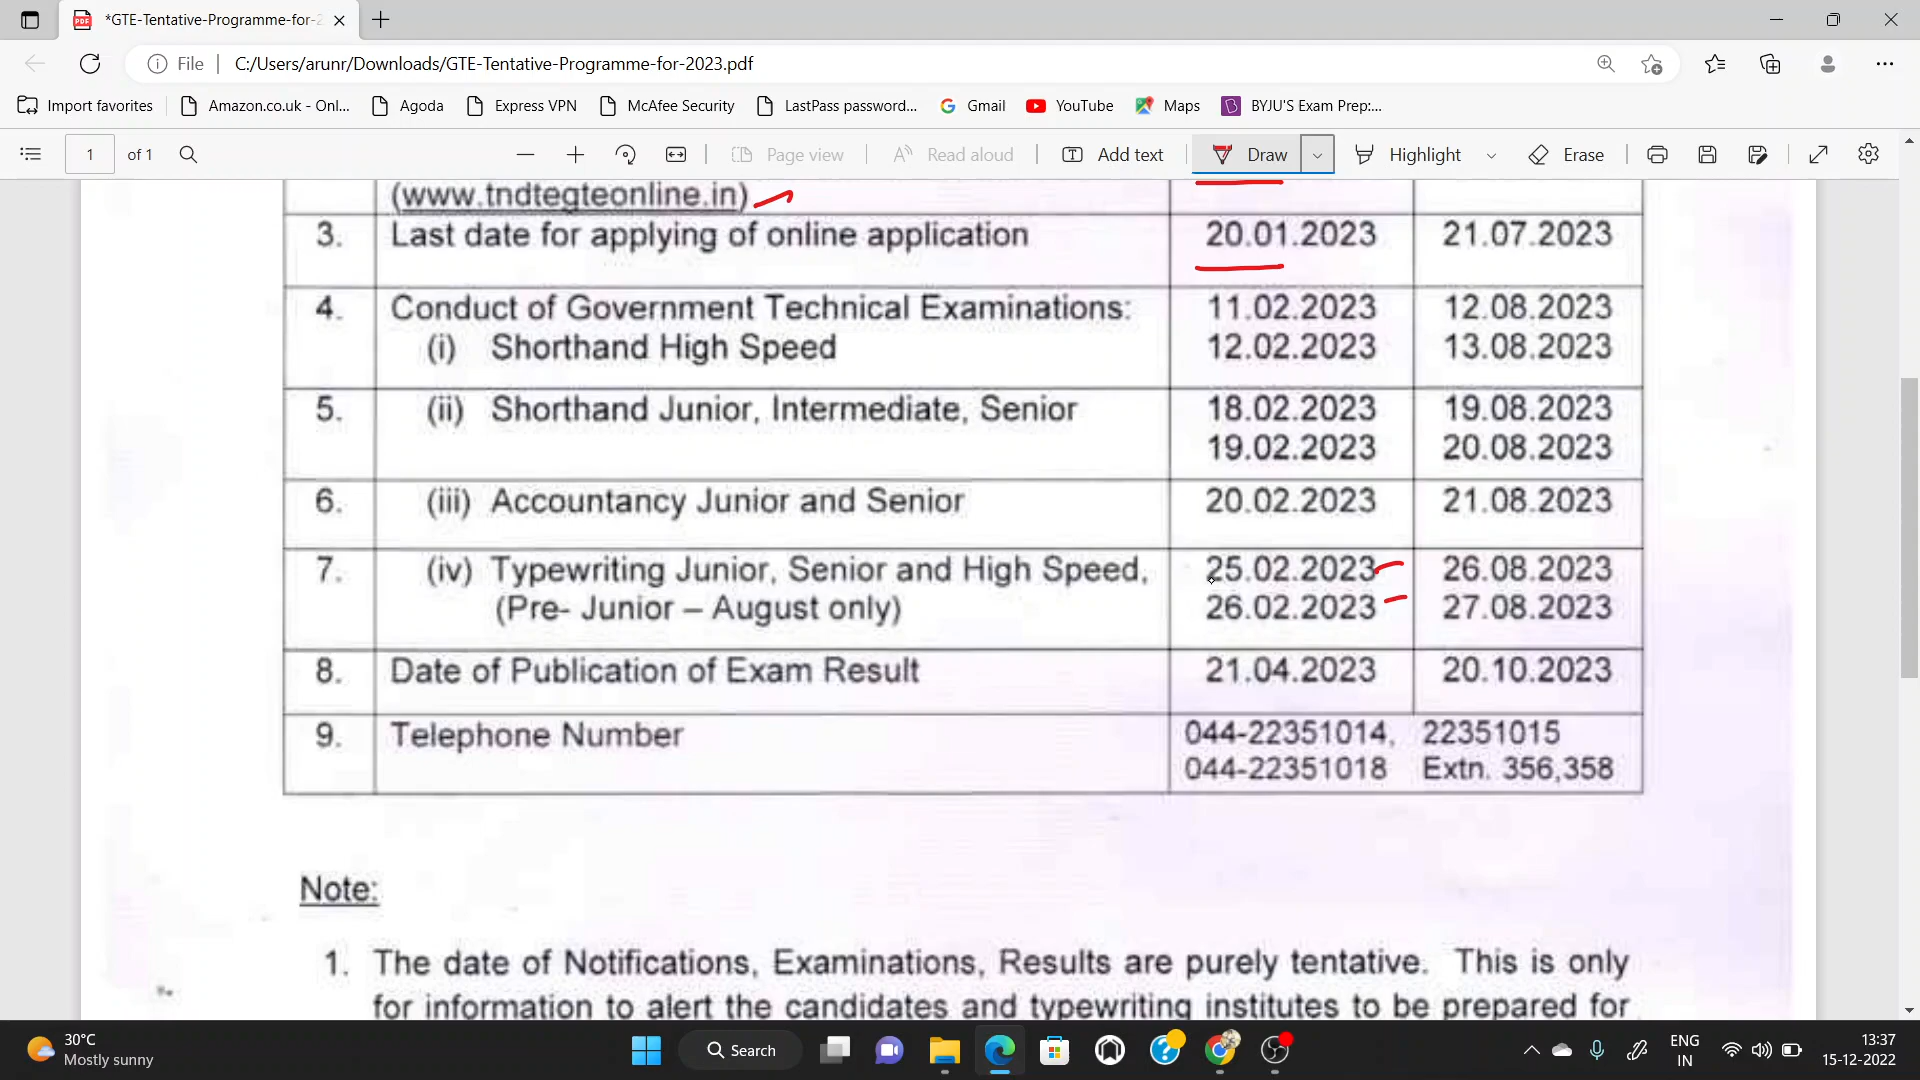 *GTE-Tentative-Programme-for-2
File
C:/Users/arunr/Downloads/GTE-Tentative-Programme-for-2023.pdf
Import favorites
Amazon.co.uk - Onl...
Agoda
Express VPN
McAfee Security
LastPass password...
Gmail
YouTube
Maps
BYJU'S Exam Prep:...
1 of 1
Page view
Read aloud
Add text
Draw
Highlight
Erase
(www.tndtegteonline.in)
3. Last date for applying of online application 20.01.2023 21.07.2023
4. Conduct of Government Technical Examinations: 11.02.2023 12.08.2023
(i) Shorthand High Speed 12.02.2023 13.08.2023
5. (ii) Shorthand Junior, Intermediate, Senior 18.02.2023 19.08.2023
19.02.2023 20.08.2023
6. (iii) Accountancy Junior and Senior 20.02.2023 21.08.2023
7. (iv) Typewriting Junior, Senior and High Speed, 25.02.2023 26.08.2023
(Pre- Junior – August only) 26.02.2023 27.08.2023
8. Date of Publication of Exam Result 21.04.2023 20.10.2023
9. Telephone Number 044-22351014, 22351015
044-22351018 Extn. 356,358
Note:
1. The date of Notifications, Examinations, Results are purely tentative. This is only
for information to alert the candidates and typewriting institutes to be prepared for
30°C
Mostly sunny
Search
ENG
IN
13:37
15-12-2022